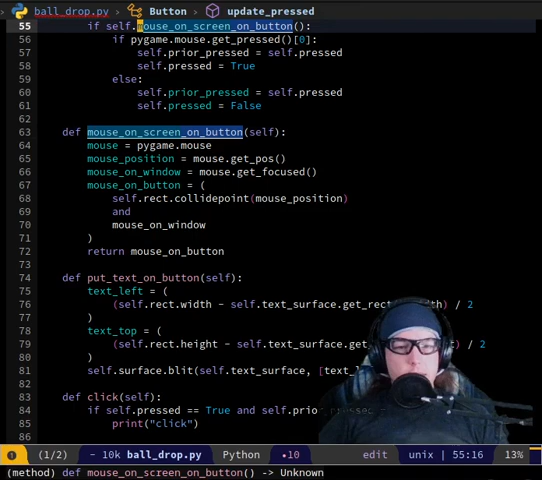 ball_drop.py › Button › update_pressed
55 if self.mouse_on_screen_on_button():
56 if pygame.mouse.get_pressed()[0]:
57 self.prior_pressed = self.pressed
58 self.pressed = True
59 else:
60 self.prior_pressed = self.pressed
61 self.pressed = False
62
63 def mouse_on_screen_on_button(self):
64 mouse = pygame.mouse
65 mouse_position = mouse.get_pos()
66 mouse_on_window = mouse.get_focused()
67 mouse_on_button = (
68 self.rect.collidepoint(mouse_position)
69 and
70 mouse_on_window
71 )
72 return mouse_on_button
73
74 def put_text_on_button(self):
75 text_left = (
76 (self.rect.width - self.text_surface.get_rec th) / 2
77 )
78 text_top = (
79 (self.rect.height - self.text_surface.get_ ) / 2
80 )
81 self.surface.blit(self.text_surface, [text_
82
83 def click(self):
84 if self.pressed == True and self.prior_pressed =
85 print("click")
86
(1/2) - 10k ball_drop.py Python •10 edit unix | 55:16 13%
(method) def mouse_on_screen_on_button() -> Unknown